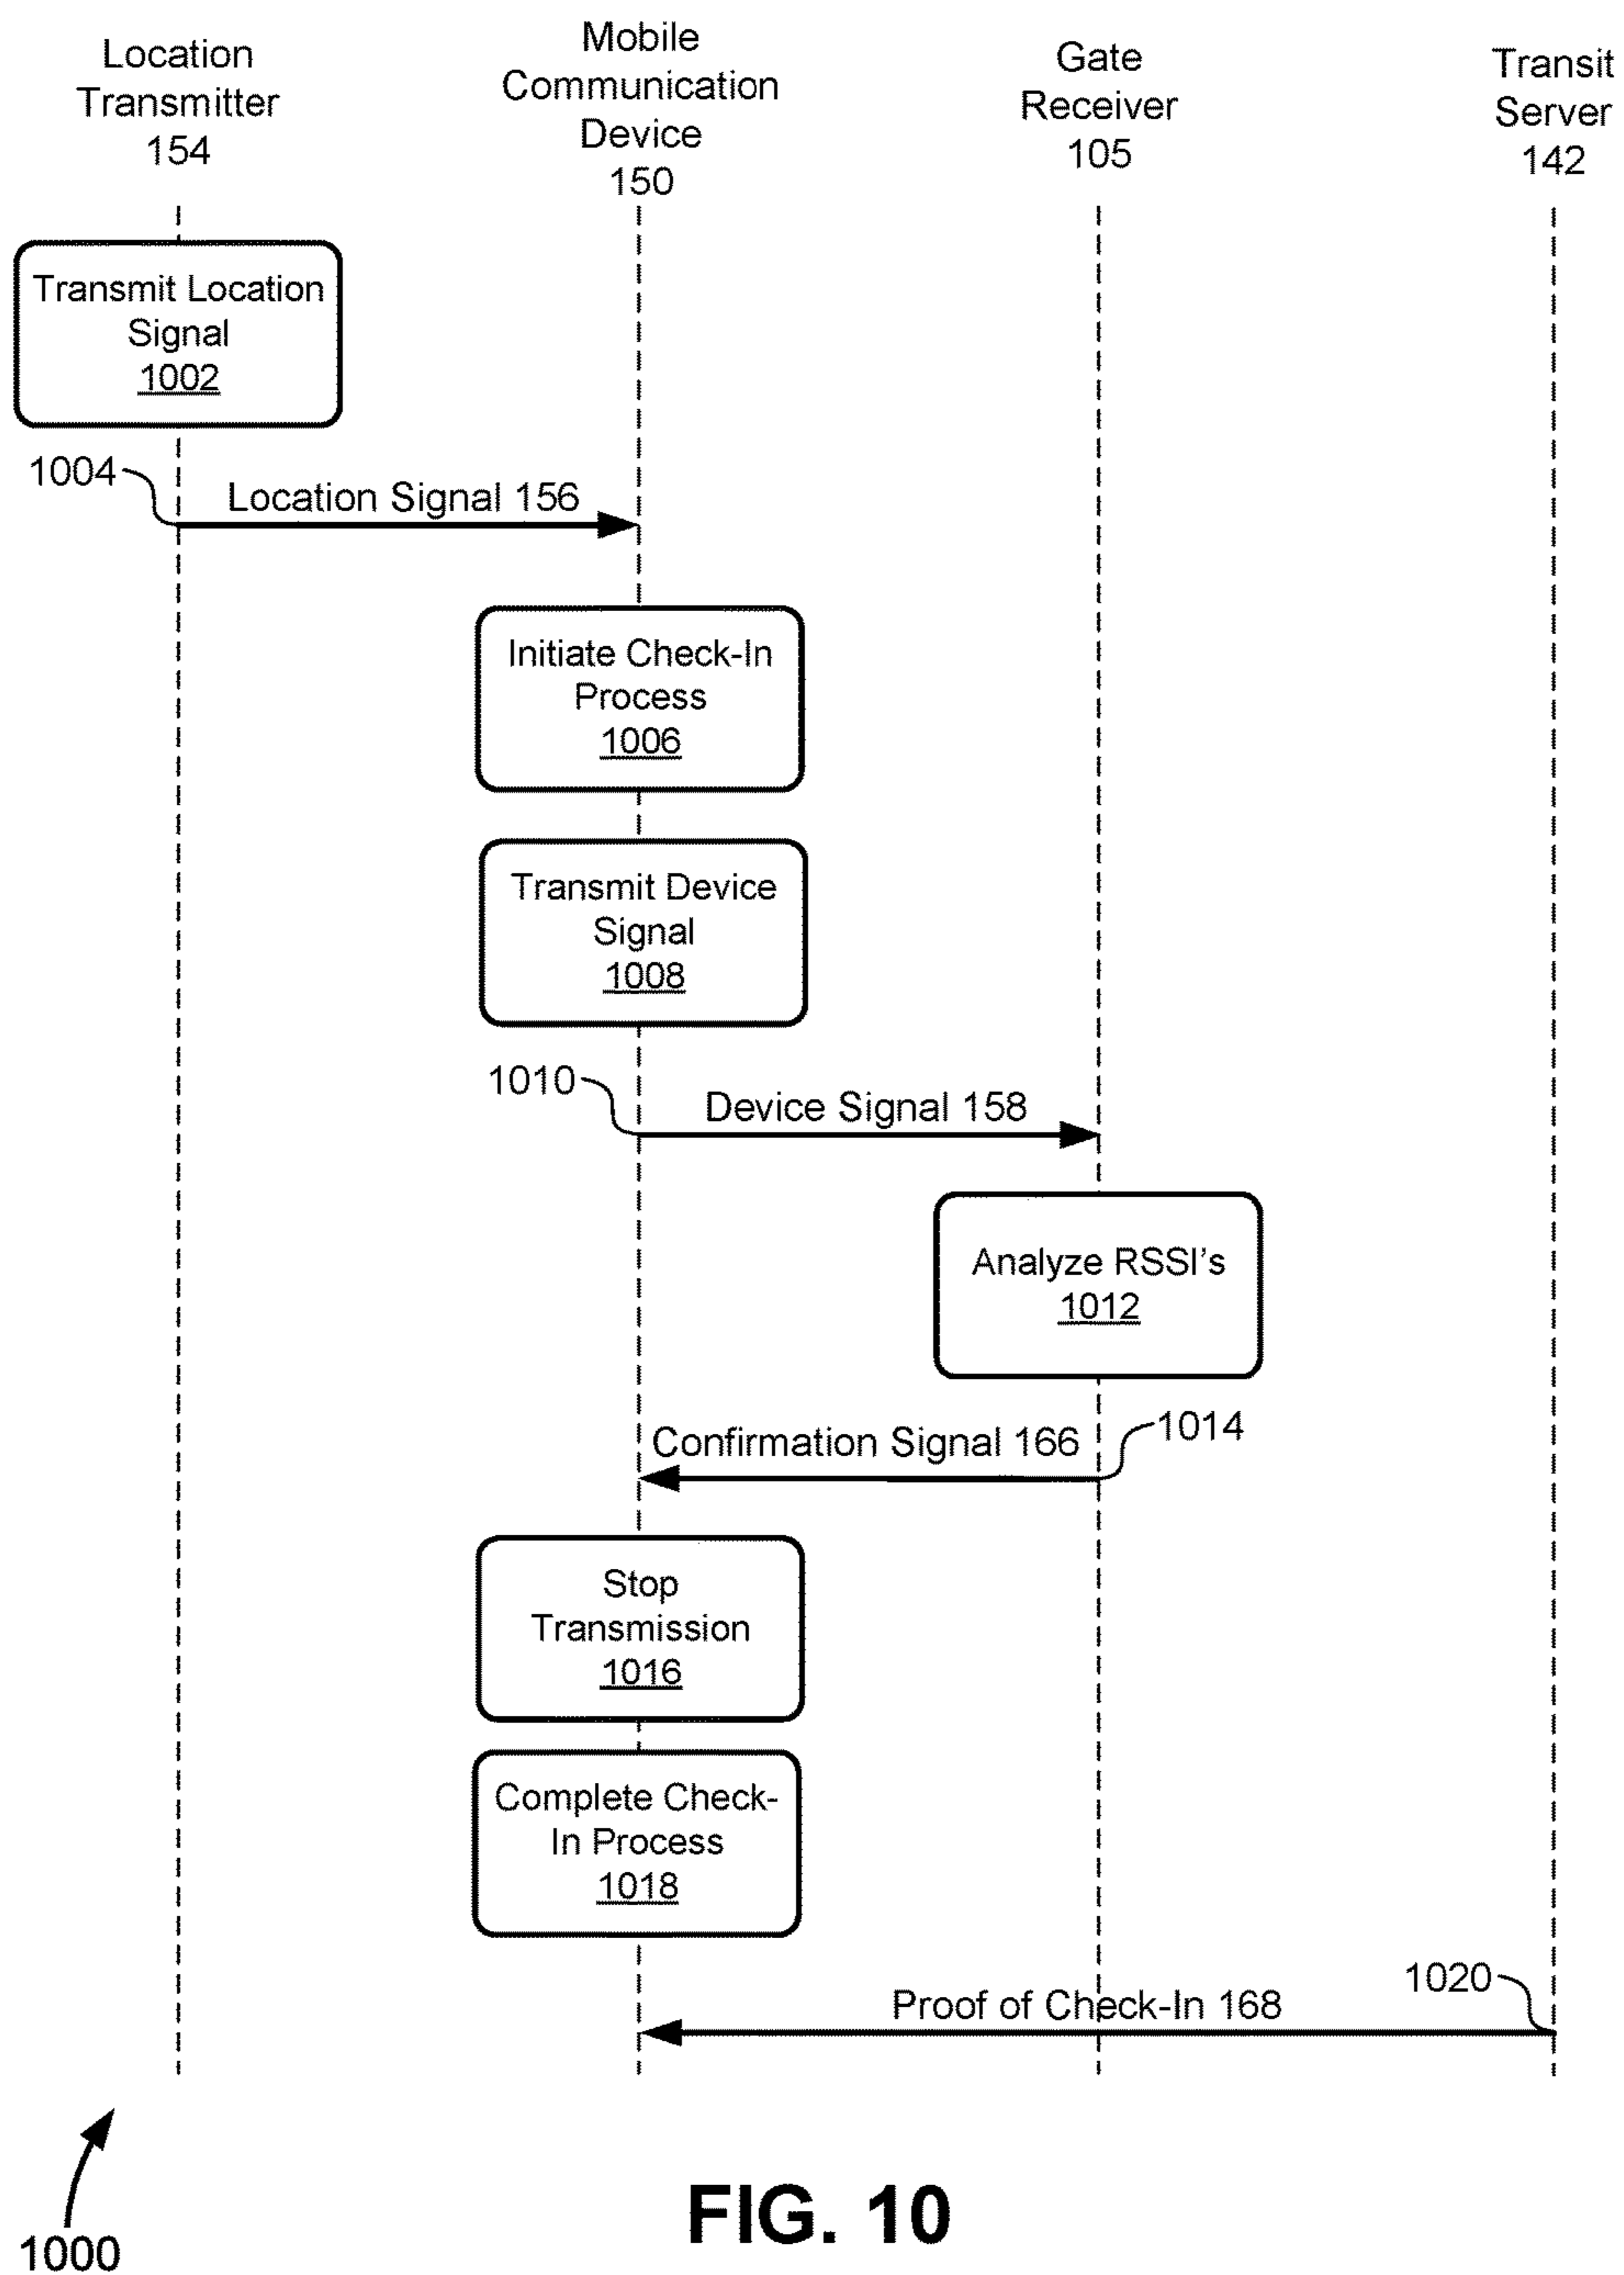 Location
Transmitter
154
Mobile
Communication
Device
150
Gate
Receiver
105
Transit
Server
142
Transmit Location
Signal
1002
1004
Location Signal 156
Initiate Check-In
Process
1006
Transmit Device
Signal
1008
1010
Device Signal 158
Analyze RSSI's
1012
Confirmation Signal 166
1014
Stop
Transmission
1016
Complete Check-
In Process
1018
1020
Proof of Check-In 168
1000
FIG. 10